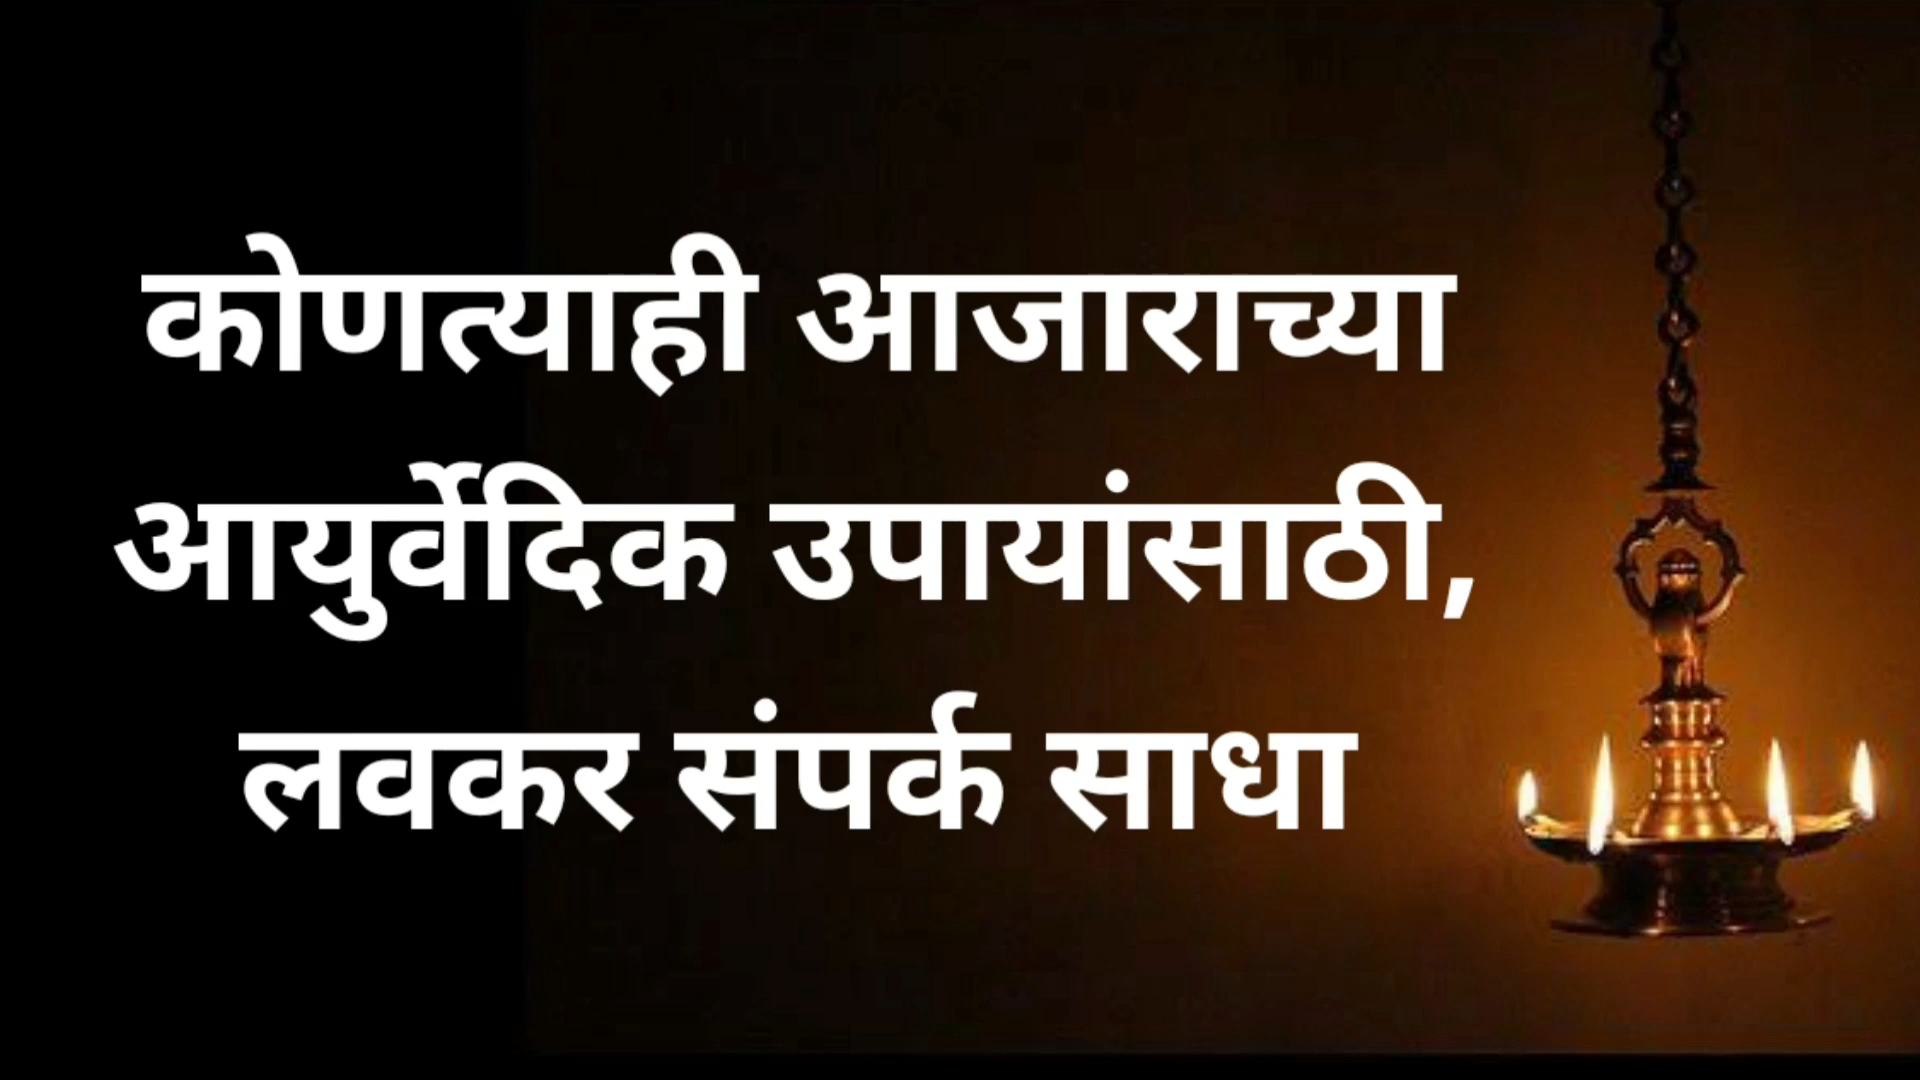 कोणत्याही आजाराच्या
आयुर्वेदिक उपायांसाठी,
लवकर संपर्क साधा